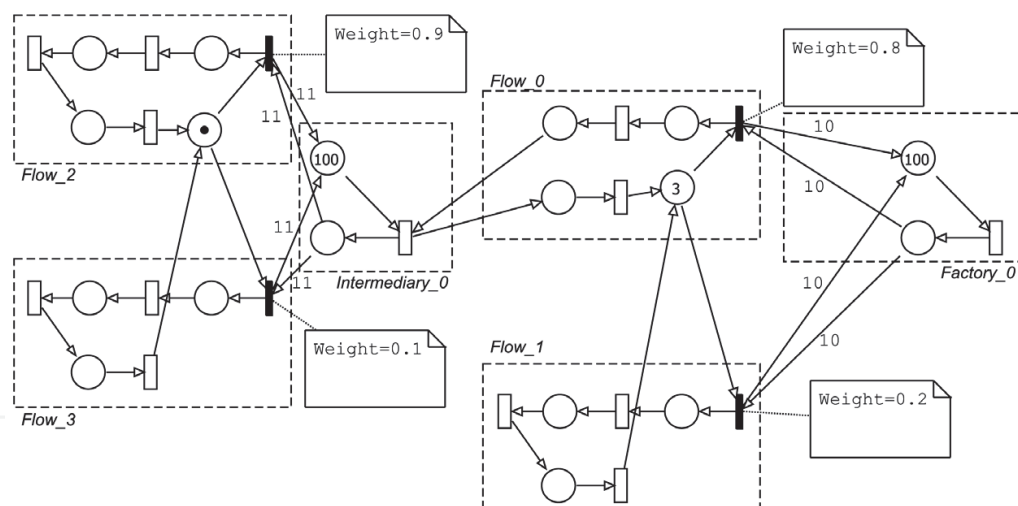 Weight=0.9
Weight=0.8
Flow_0
11
11
10
100
100
Flow_2
10
3
11
11
Intermediary_0
Factory_0
10
Weight=0.1
Flow_1
10
Flow_3
Weight=0.2